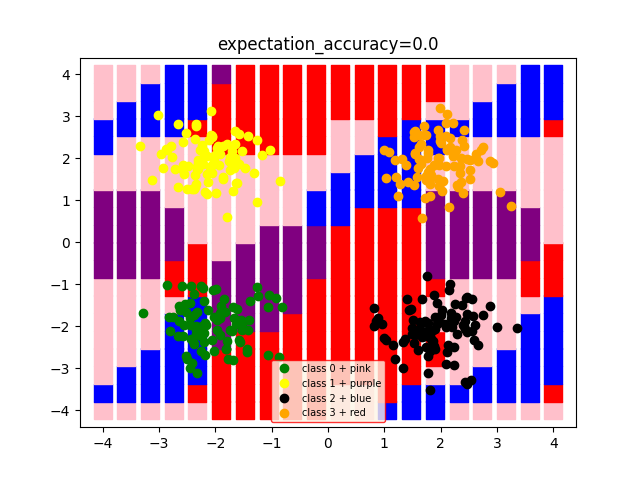 expectation_accuracy=0.0
4
3
2
1
0
−1
−2
−3
−4
class 0 + pink
class 1 + purple
class 2 + blue
class 3 + red
−4 −3 −2 −1 0 1 2 3 4